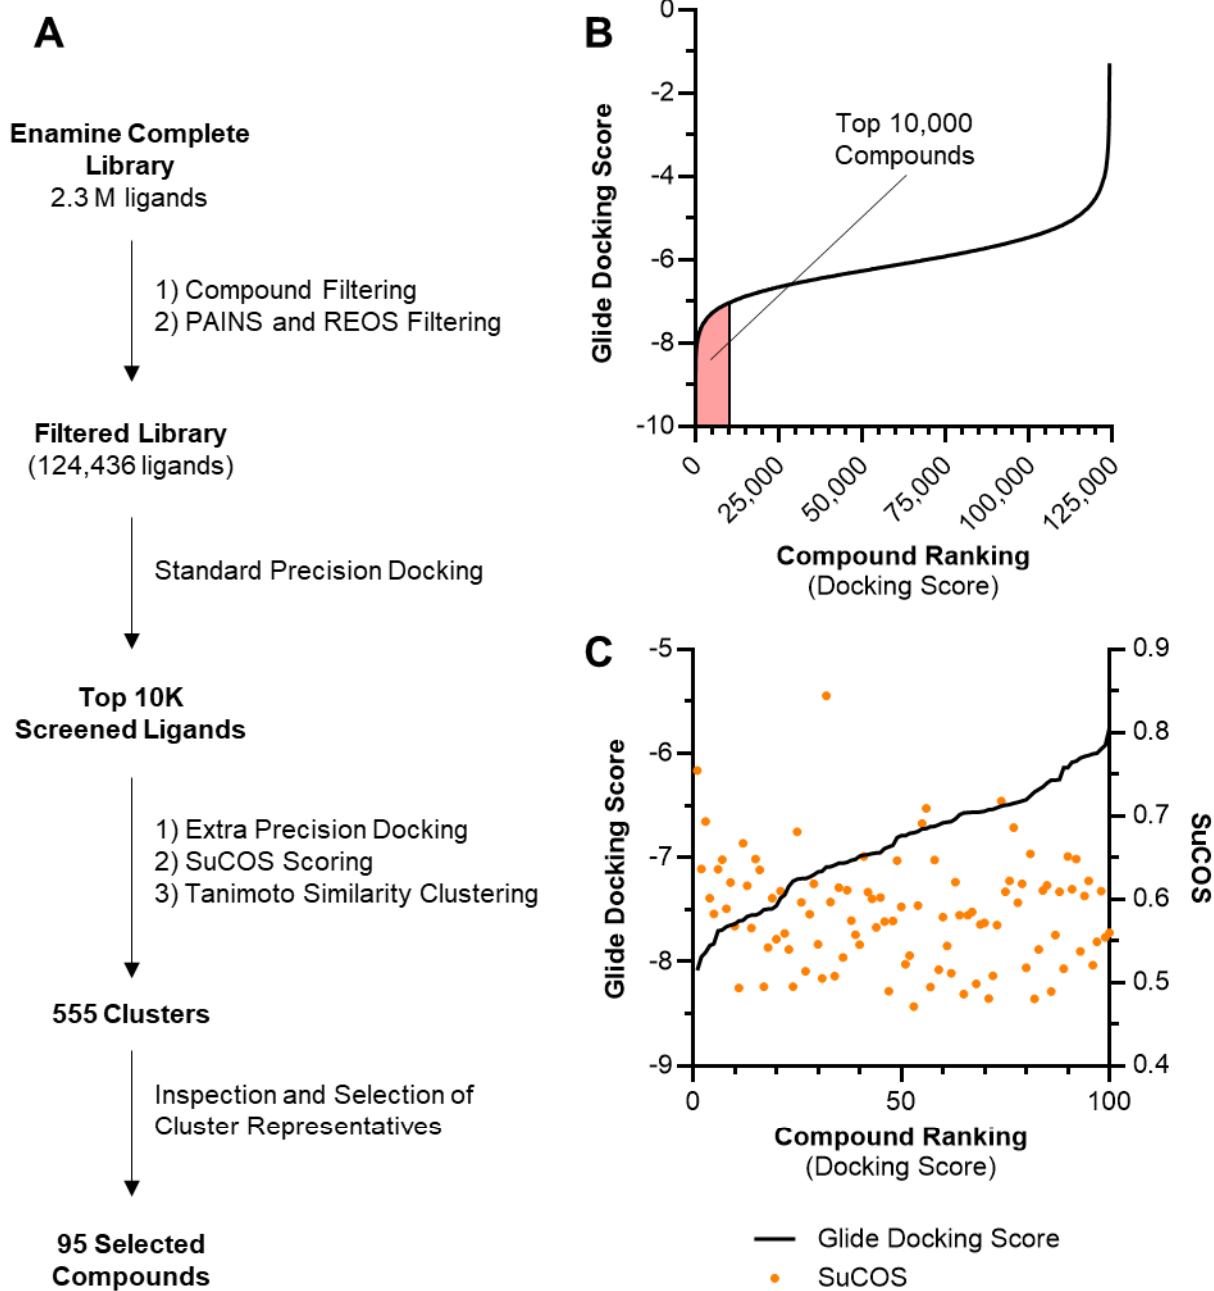 A
Enamine Complete
Library
2.3 M ligands
1) Compound Filtering
2) PAINS and REOS Filtering
Filtered Library
(124,436 ligands)
Standard Precision Docking
Top 10K
Screened Ligands
1) Extra Precision Docking
2) SuCOS Scoring
3) Tanimoto Similarity Clustering
555 Clusters
Inspection and Selection of
Cluster Representatives
95 Selected
Compounds
B
Glide Docking Score
0
-2
-4
-6
-8
-10
Top 10,000
Compounds
0
25,000
50,000
75,000
100,000
125,000
Compound Ranking
(Docking Score)
C
Glide Docking Score
-5
-6
-7
-8
-9
0.9
0.8
0.7
0.6
0.5
0.4
SuCOS
0
50
100
Compound Ranking
(Docking Score)
Glide Docking Score
SuCOS